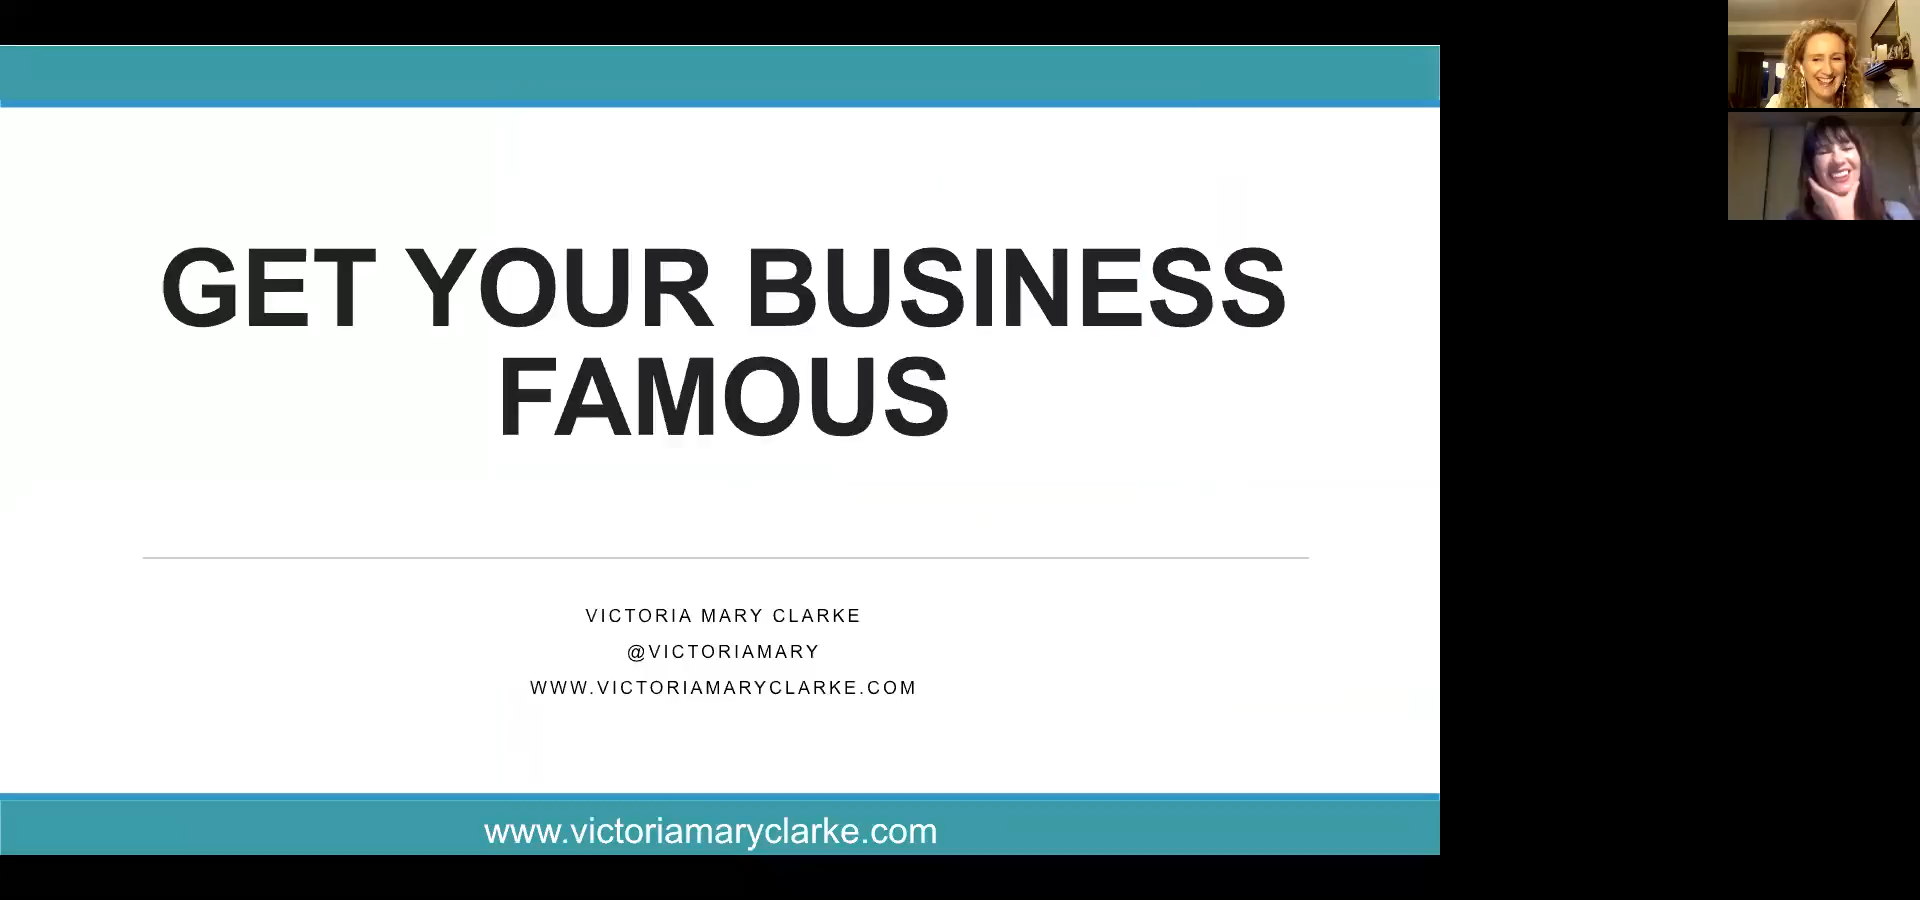 GET YOUR BUSINESS
FAMOUS
VICTORIA MARY CLARKE
@VICTORIAMARY
WWW.VICTORIAMARYCLARKE.COM
www.victoriamaryclarke.com